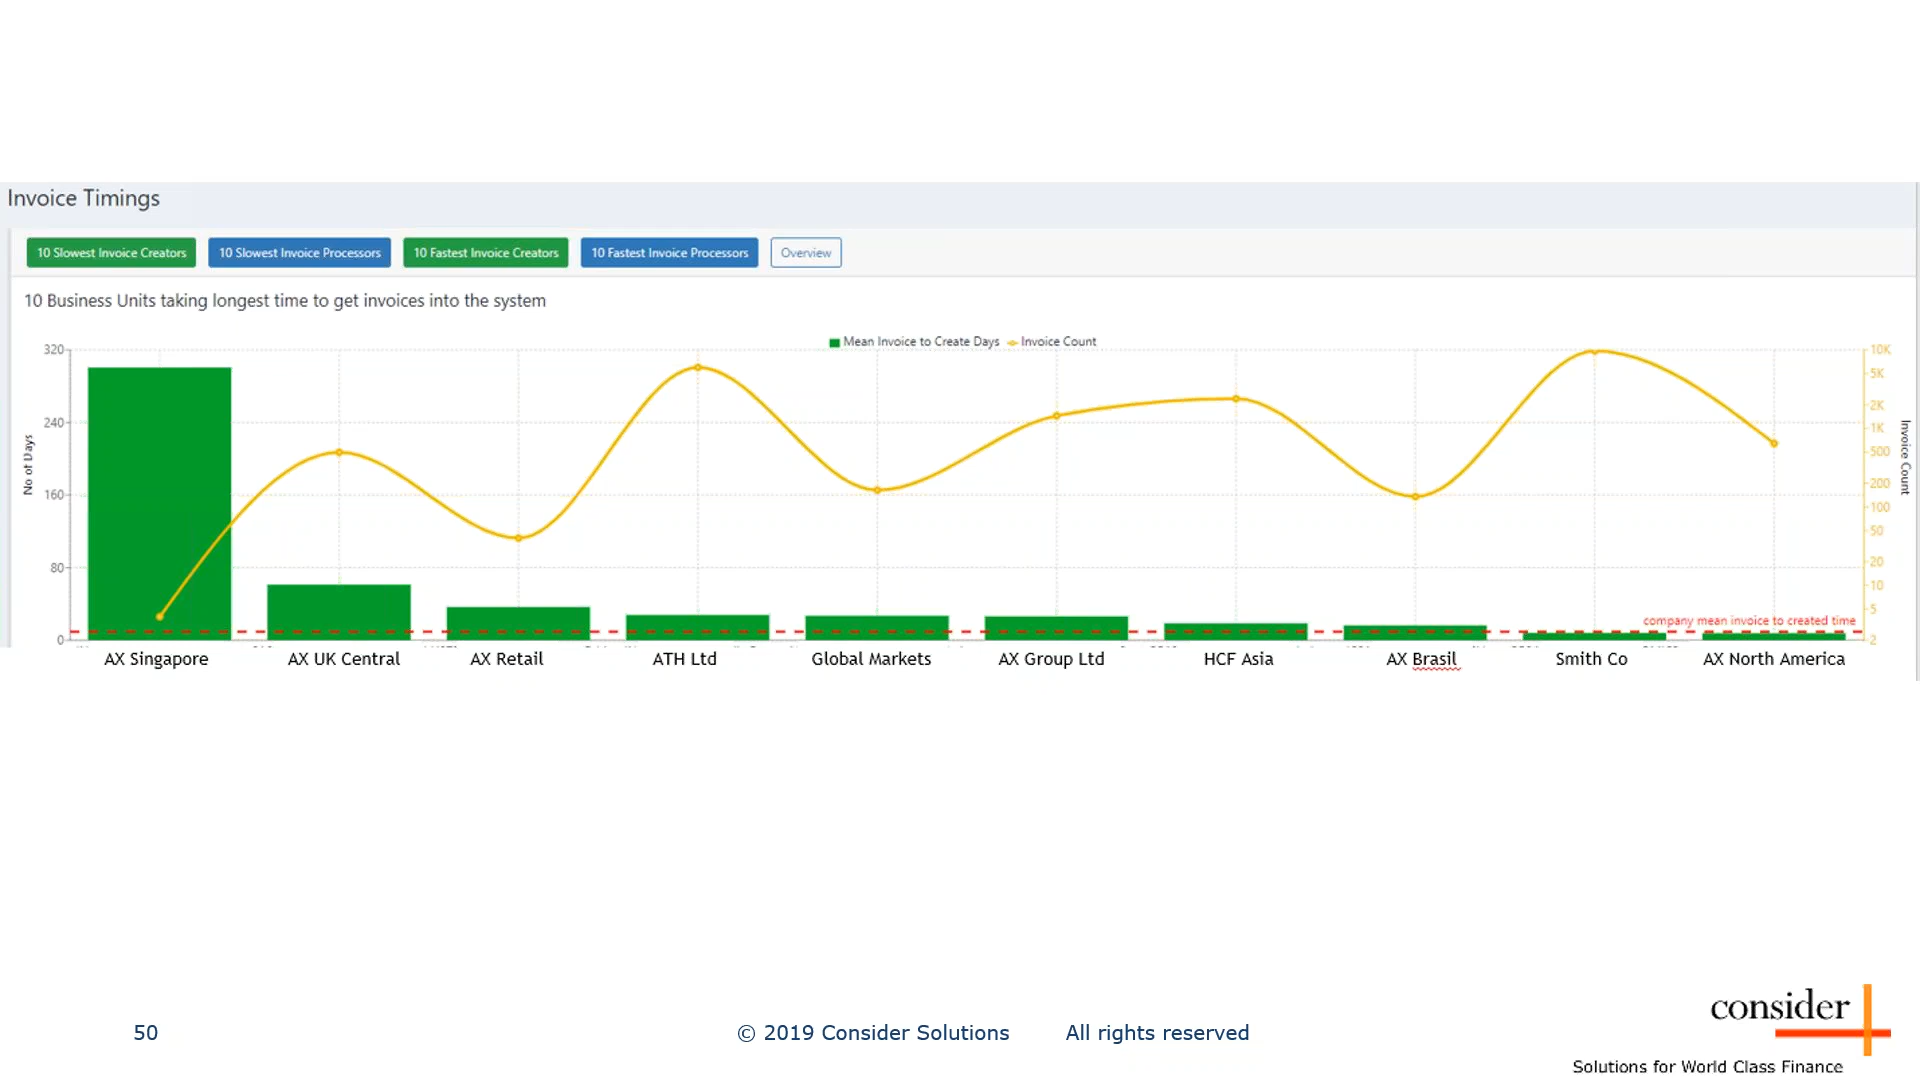 Invoice Timings
10 Slowest Invoice Creators 10 Slowest Invoice Processors 10 Fastest Invoice Creators 10 Fastest Invoice Processors Overview
10 Business Units taking longest time to get invoices into the system
Mean Invoice to Create Days Invoice Count
320
240
160
80
0
No of Days
10K
5K
2K
1K
500
200
100
50
20
10
5
2
Invoice Count
company mean invoice to created time
AX Singapore AX UK Central AX Retail ATH Ltd Global Markets AX Group Ltd HCF Asia AX Brasil Smith Co AX North America
50 © 2019 Consider Solutions All rights reserved
consider
Solutions for World Class Finance